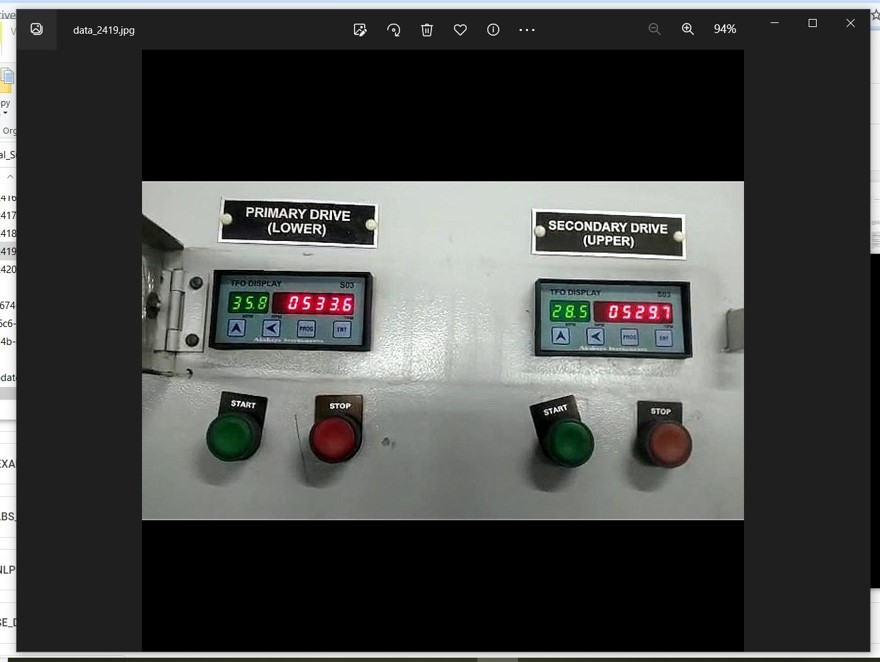 data_2419.jpg
94%
PRIMARY DRIVE
(LOWER)
SECONDARY DRIVE
(UPPER)
TFO DISPLAY S03
35.8 0533.6
PROG ENT
TFO DISPLAY S03
28.5 0529.7
PROG ENT
START
STOP
START
STOP